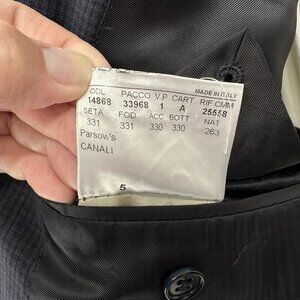 MADE IN ITALY
ODL PACCO V P CART RIF.CMM
14868 33968 1 A 25558
SETA FOD ACC BOTT NAT
331 331 330 330 263
Parsow's
CANALI
5